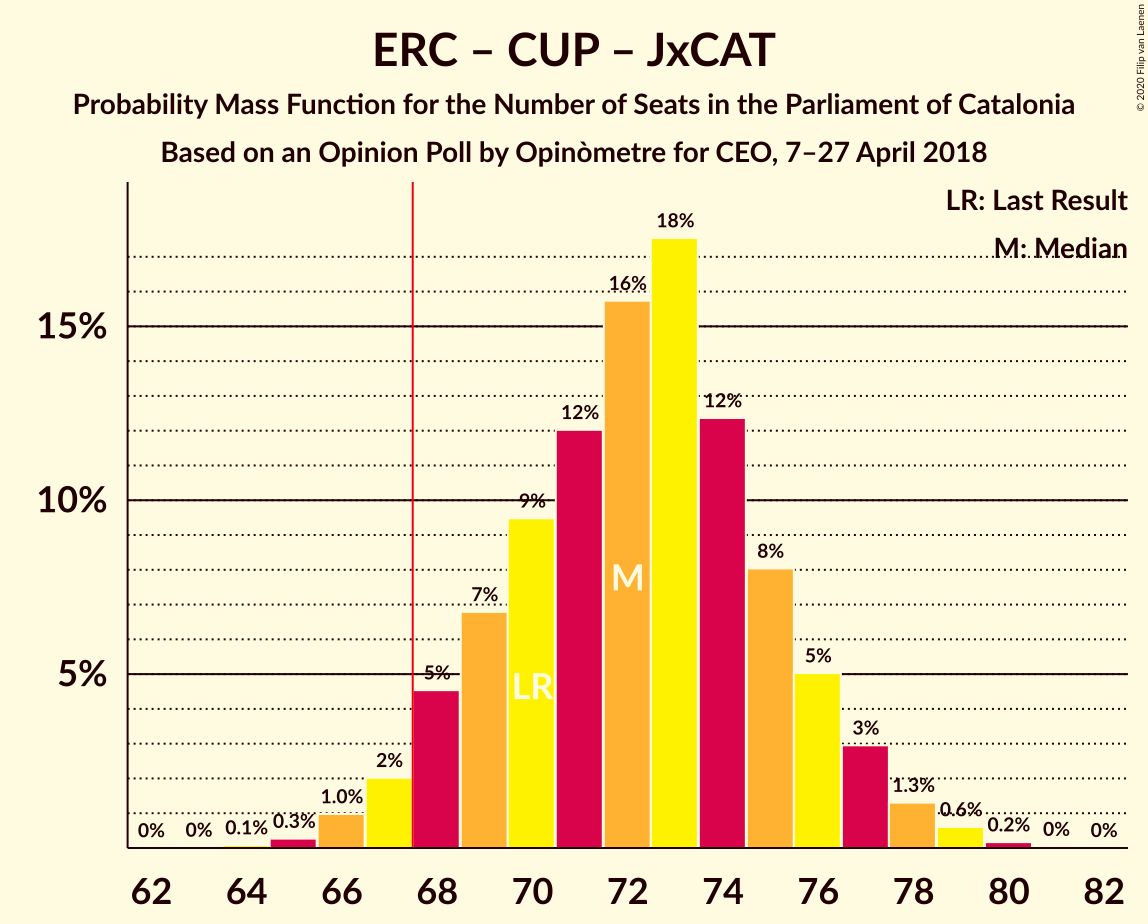 ERC – CUP – JxCAT
Probability Mass Function for the Number of Seats in the Parliament of Catalonia
Based on an Opinion Poll by Opinòmetre for CEO, 7–27 April 2018
© 2020 Filip van Laenen
LR: Last Result
M: Median
15%
10%
5%
0%
0%
0.1%
0.3%
1.0%
2%
5%
7%
9%
12%
16%
18%
12%
8%
5%
3%
1.3%
0.6%
0.2%
0%
0%
M
LR
62 64 66 68 70 72 74 76 78 80 82